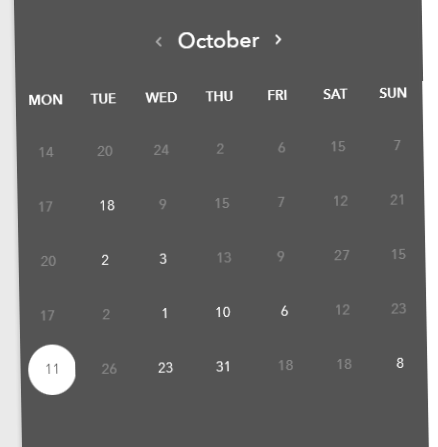 ‹ October ›
MON TUE WED THU FRI SAT SUN
14 20 24 2 6 15 7
17 18 9 15 7 12 21
20 2 3 13 9 27 15
17 2 1 10 6 12 23
11 26 23 31 18 18 8